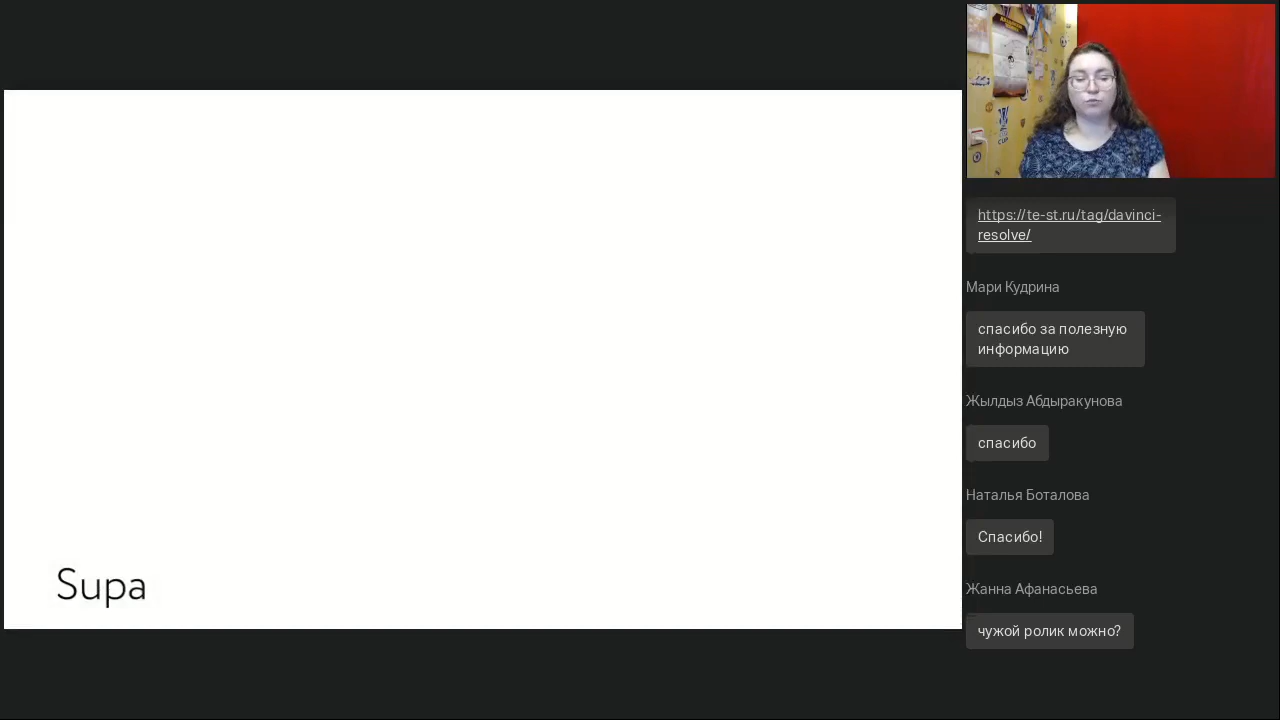 Supa
https://te-st.ru/tag/davinci-
resolve/
Мари Кудрина
спасибо за полезную
информацию
Жылдыз Абдыракунова
спасибо
Наталья Боталова
Спасибо!
Жанна Афанасьева
чужой ролик можно?